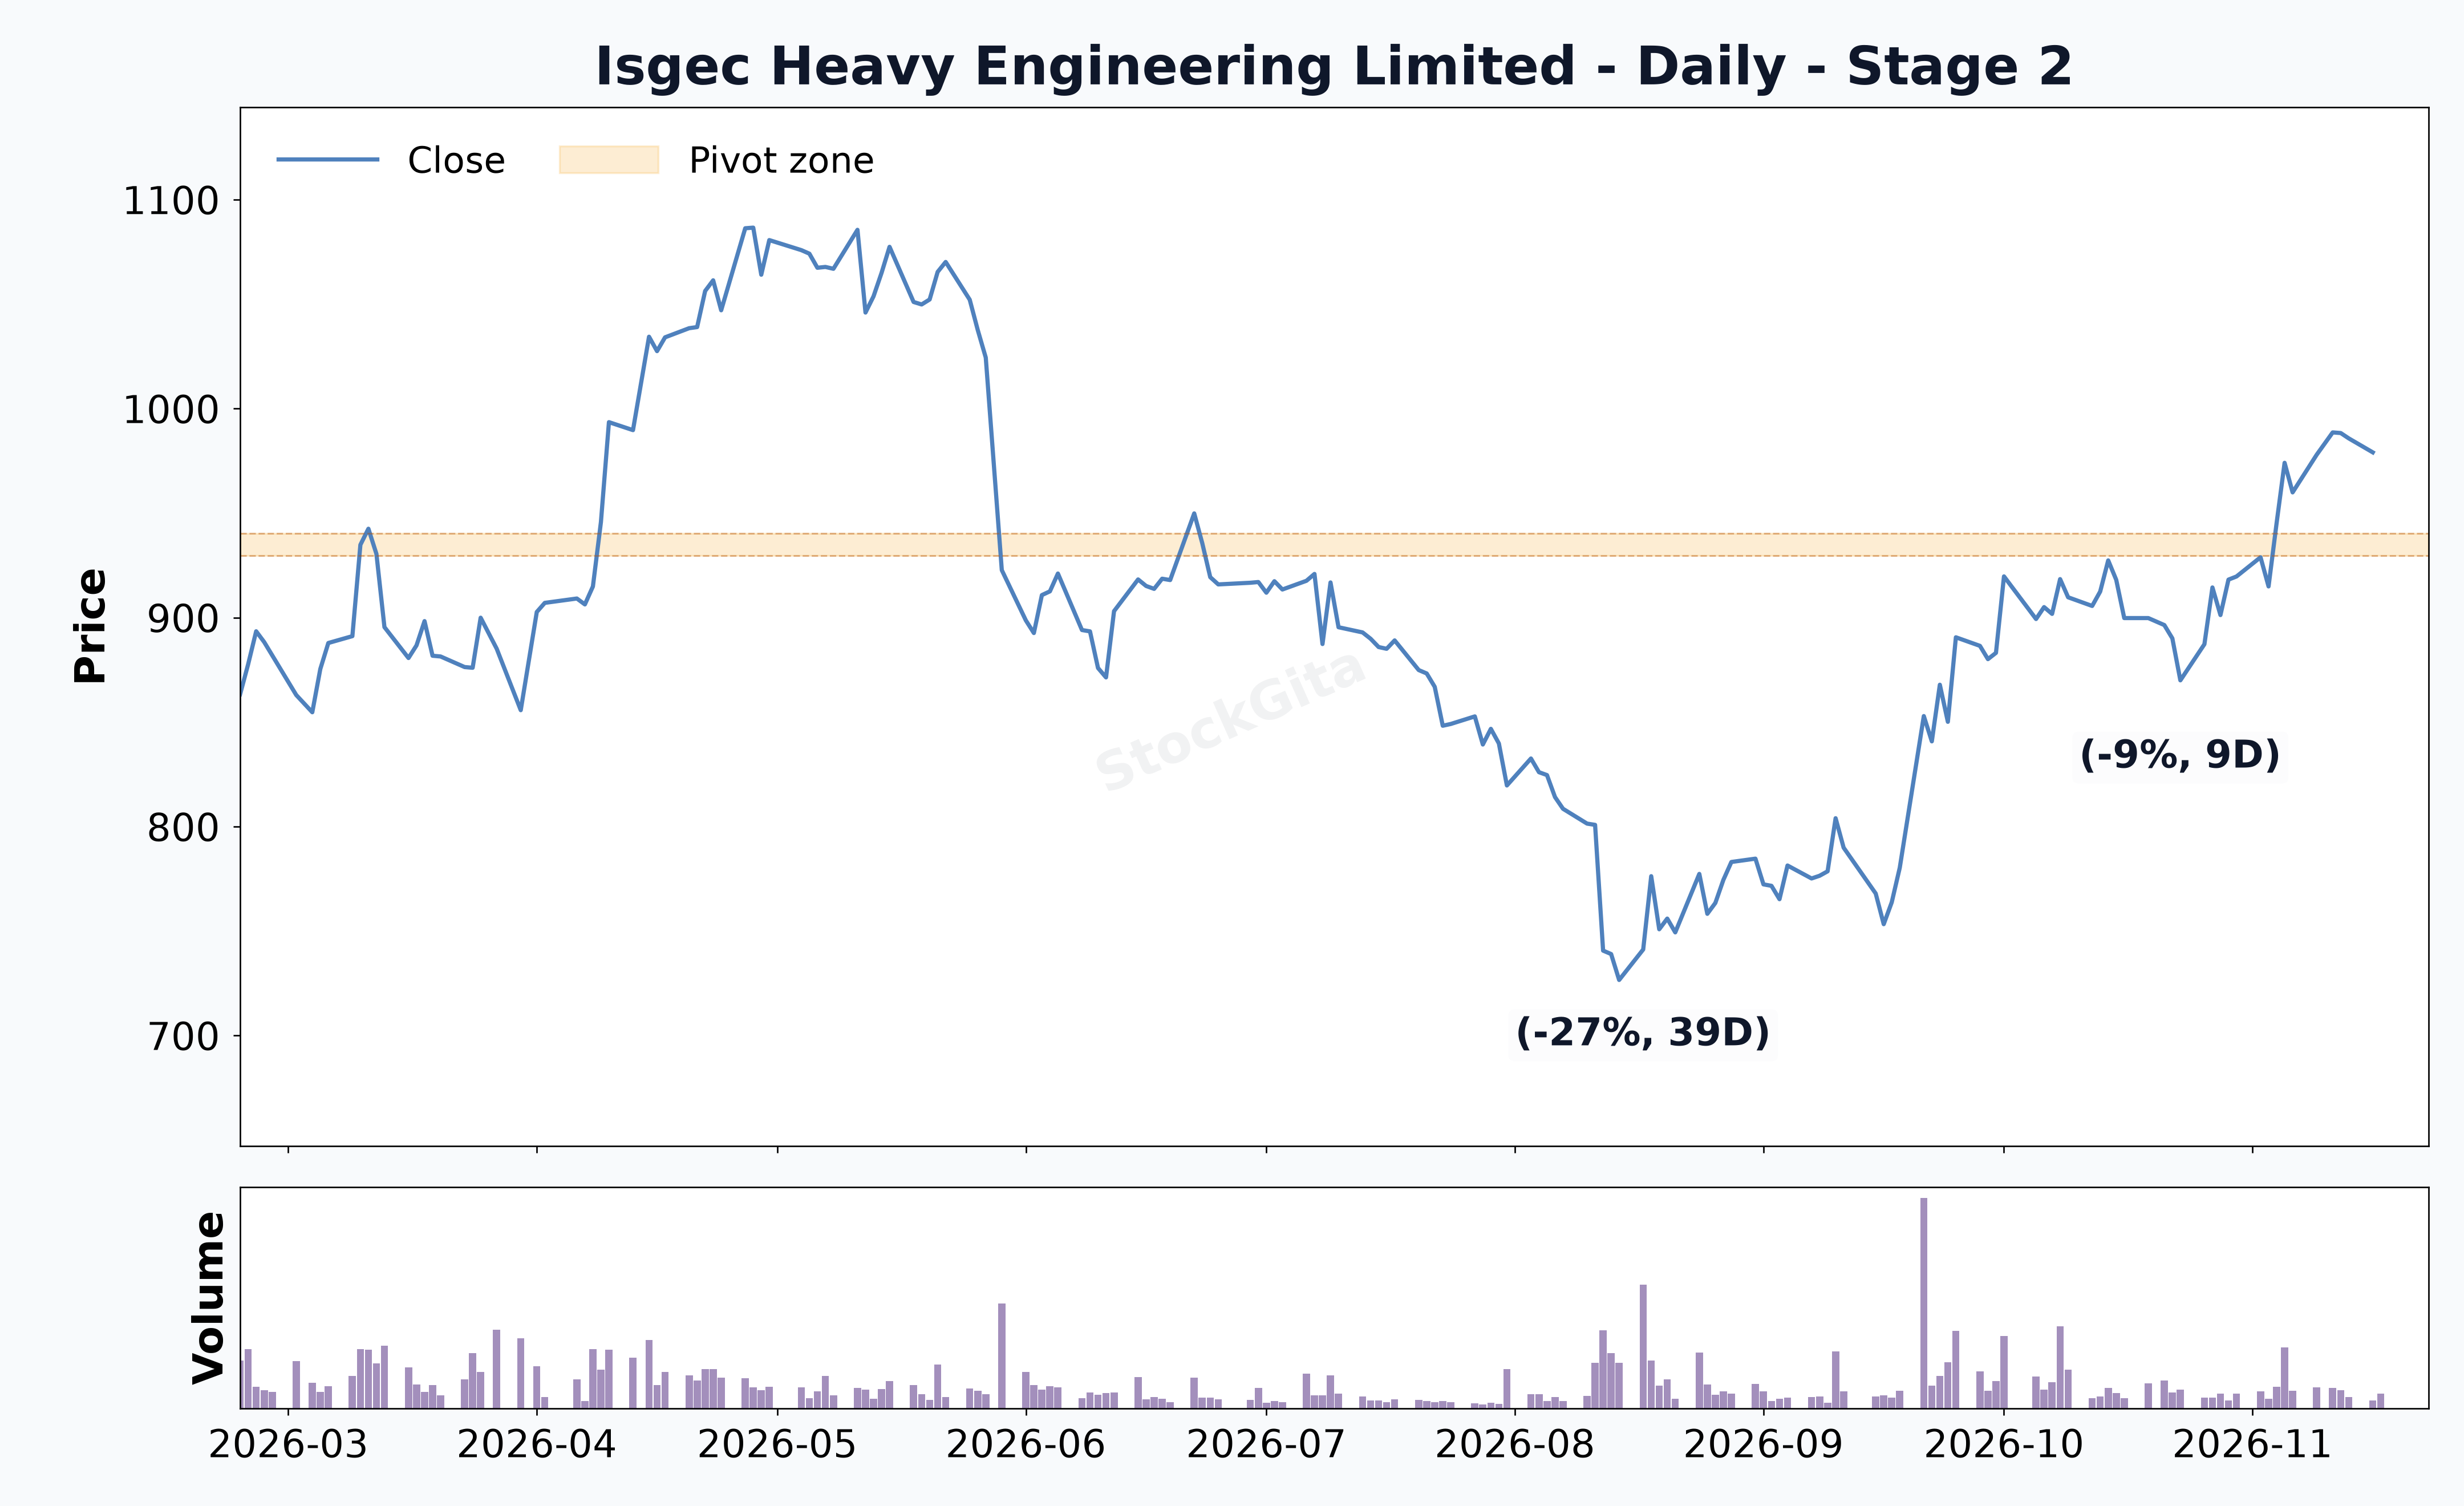 Isgec Heavy Engineering Limited - Daily - Stage 2
Close
Pivot zone
1100
1000
900
800
700
Price
StockGita
(-9%, 9D)
(-27%, 39D)
Volume
2026-03
2026-04
2026-05
2026-06
2026-07
2026-08
2026-09
2026-10
2026-11